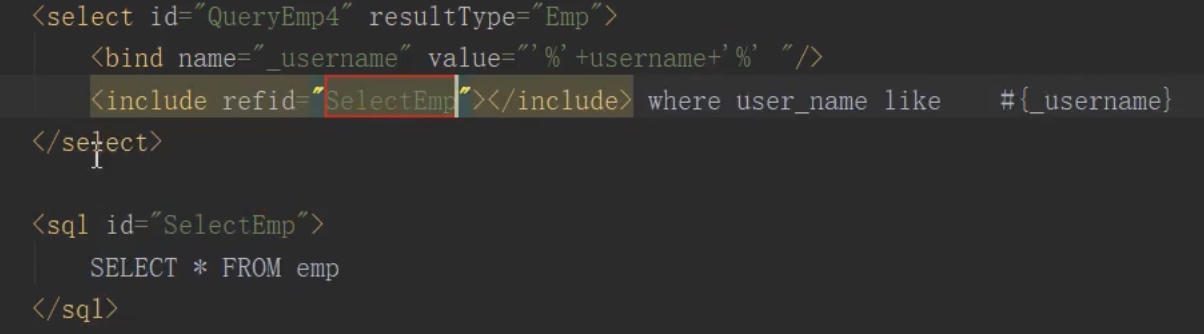 <select id="QueryEmp4" resultType="Emp">
<bind name="_username" value="'%'+username+'%' "/>
<include refid="SelectEmp"></include> where user_name like    #{_username}
</select>
<sql id="SelectEmp">
SELECT * FROM emp
</sql>